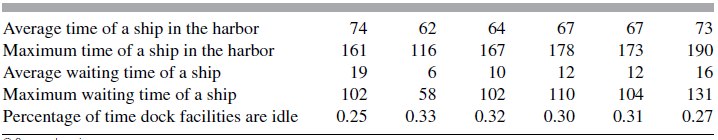 Average time of a ship in the harbor 74 62 64 67 67 73
Maximum time of a ship in the harbor 161 116 167 178 173 190
Average waiting time of a ship 19 6 10 12 12 16
Maximum waiting time of a ship 102 58 102 110 104 131
Percentage of time dock facilities are idle 0.25 0.33 0.32 0.30 0.31 0.27